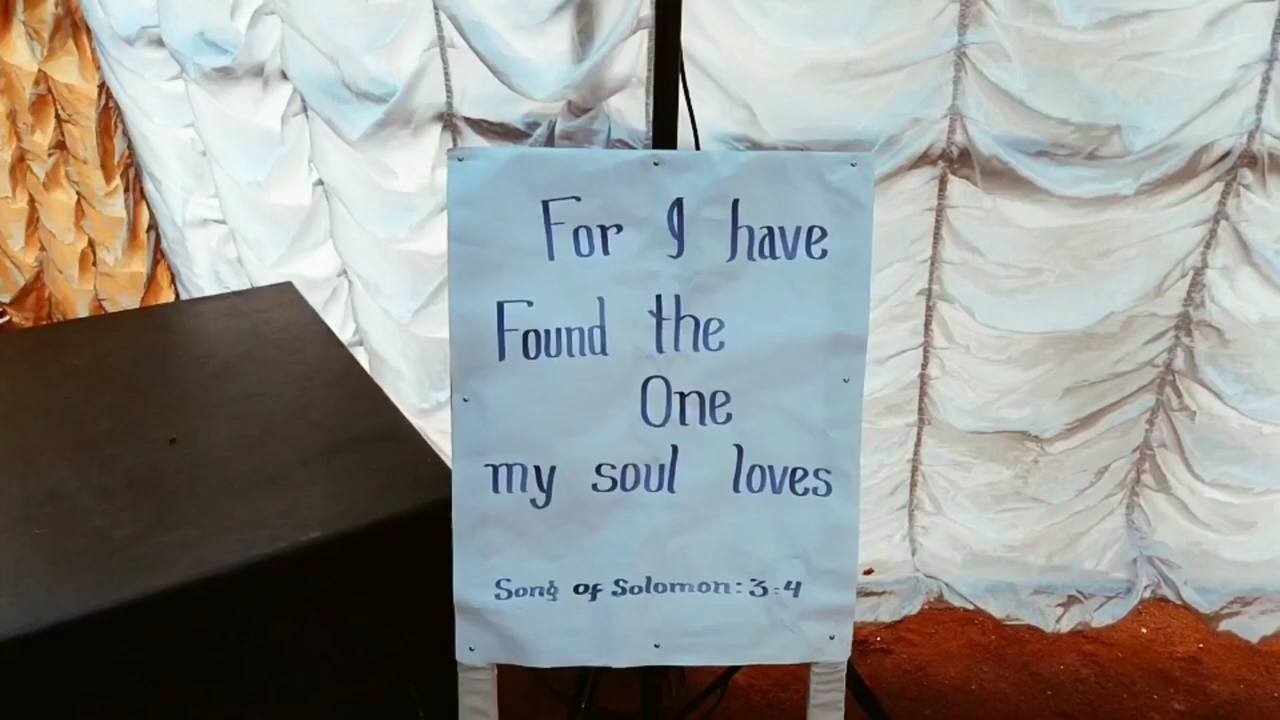 For I have
Found the
One
my soul loves
Song of Solomon: 3:4